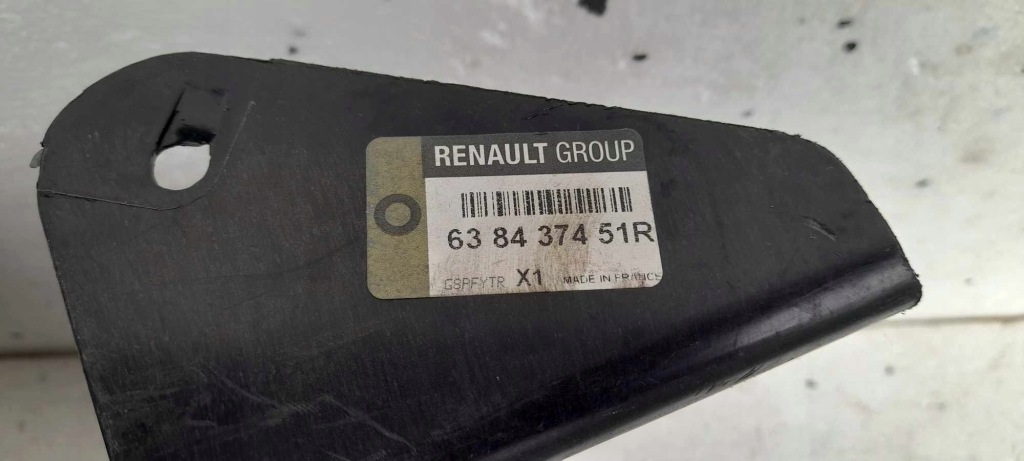 RENAULT GROUP
63 84 374 51R
GSPFYTR X1 MADE IN FRANCE